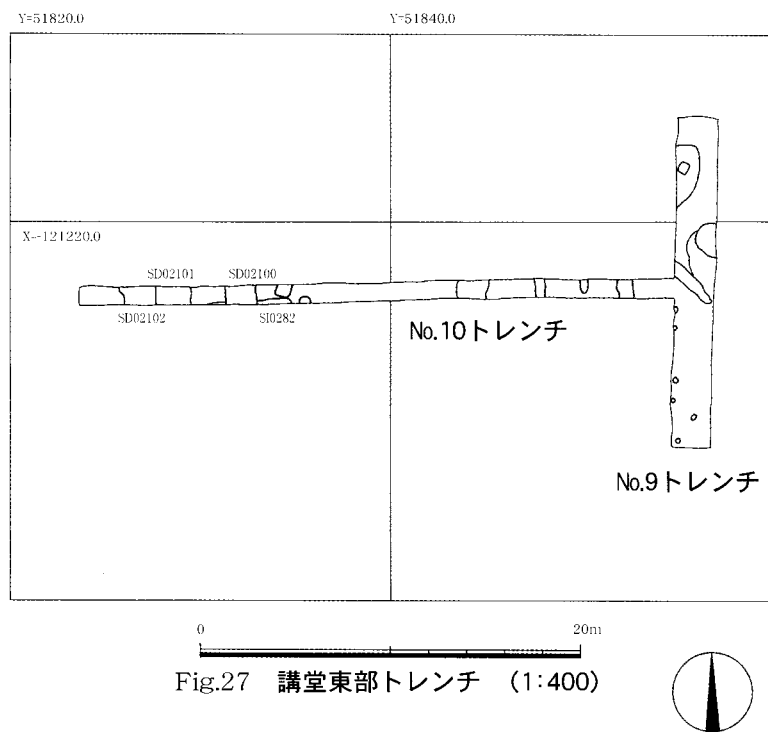 Y=51820.0 Y=51840.0
X=-121220.0
SD02101 SD02100
SD02102 SI0282
No.10トレンチ
No.9トレンチ
0 20m
Fig.27 講堂東部トレンチ (1:400)